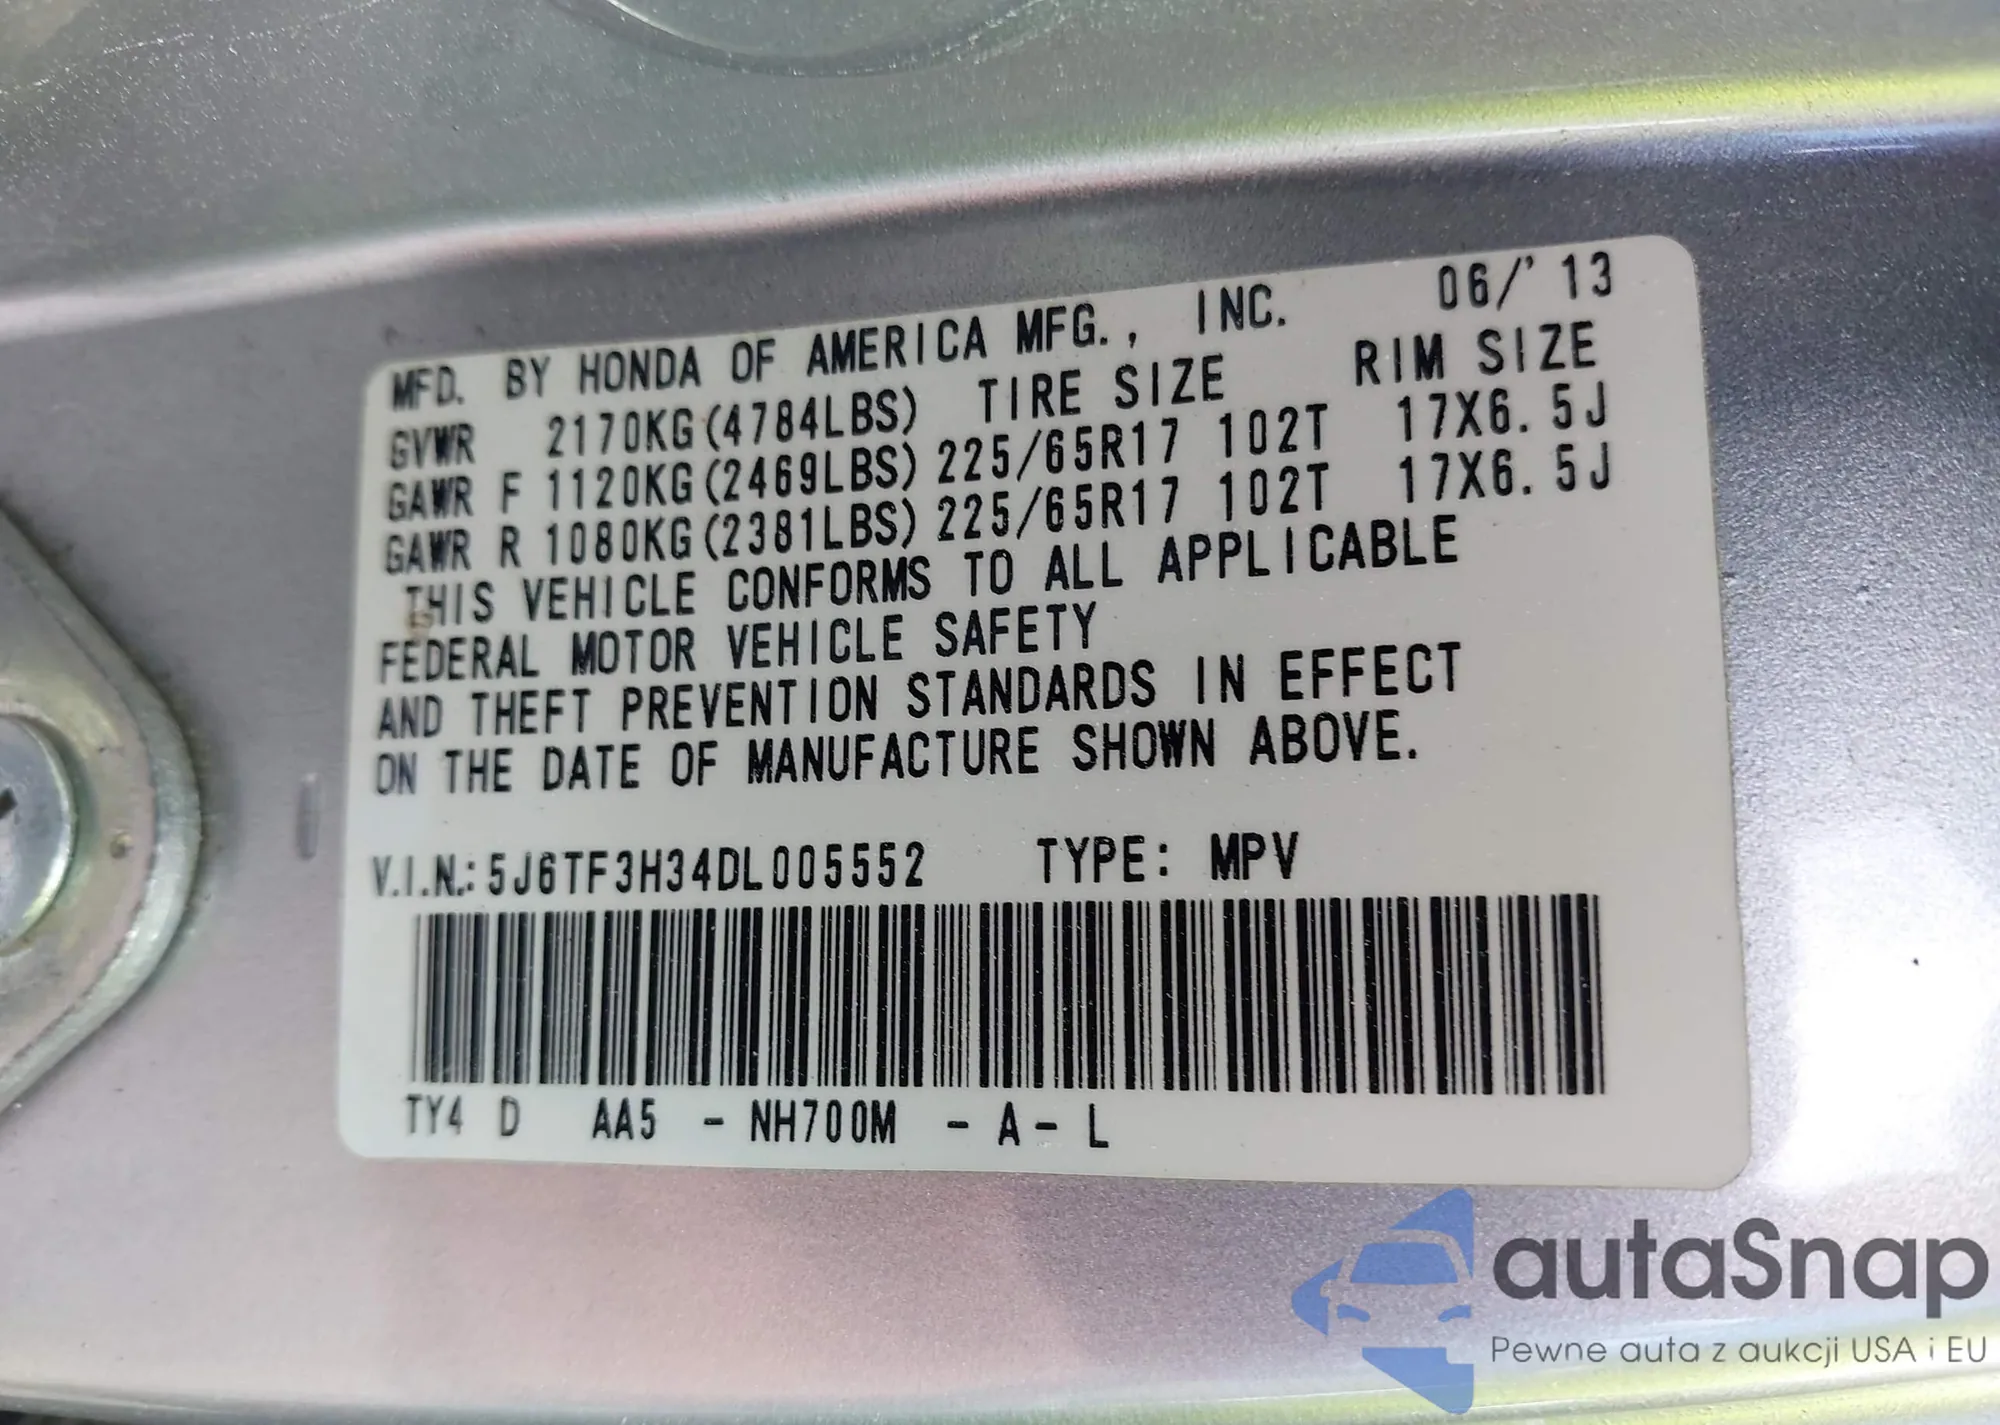 MFD. BY HONDA OF AMERICA MFG., INC. 06/'13
GVWR 2170KG(4784LBS) TIRE SIZE RIM SIZE
GAWR F 1120KG(2469LBS) 225/65R17 102T 17X6.5J
GAWR R 1080KG(2381LBS) 225/65R17 102T 17X6.5J
THIS VEHICLE CONFORMS TO ALL APPLICABLE
FEDERAL MOTOR VEHICLE SAFETY
AND THEFT PREVENTION STANDARDS IN EFFECT
ON THE DATE OF MANUFACTURE SHOWN ABOVE.
V.I.N.: 5J6TF3H34DL005552 TYPE: MPV
TY4 D AA5 - NH700M - A - L
autaSnap
Pewne auta z aukcji USA i EU